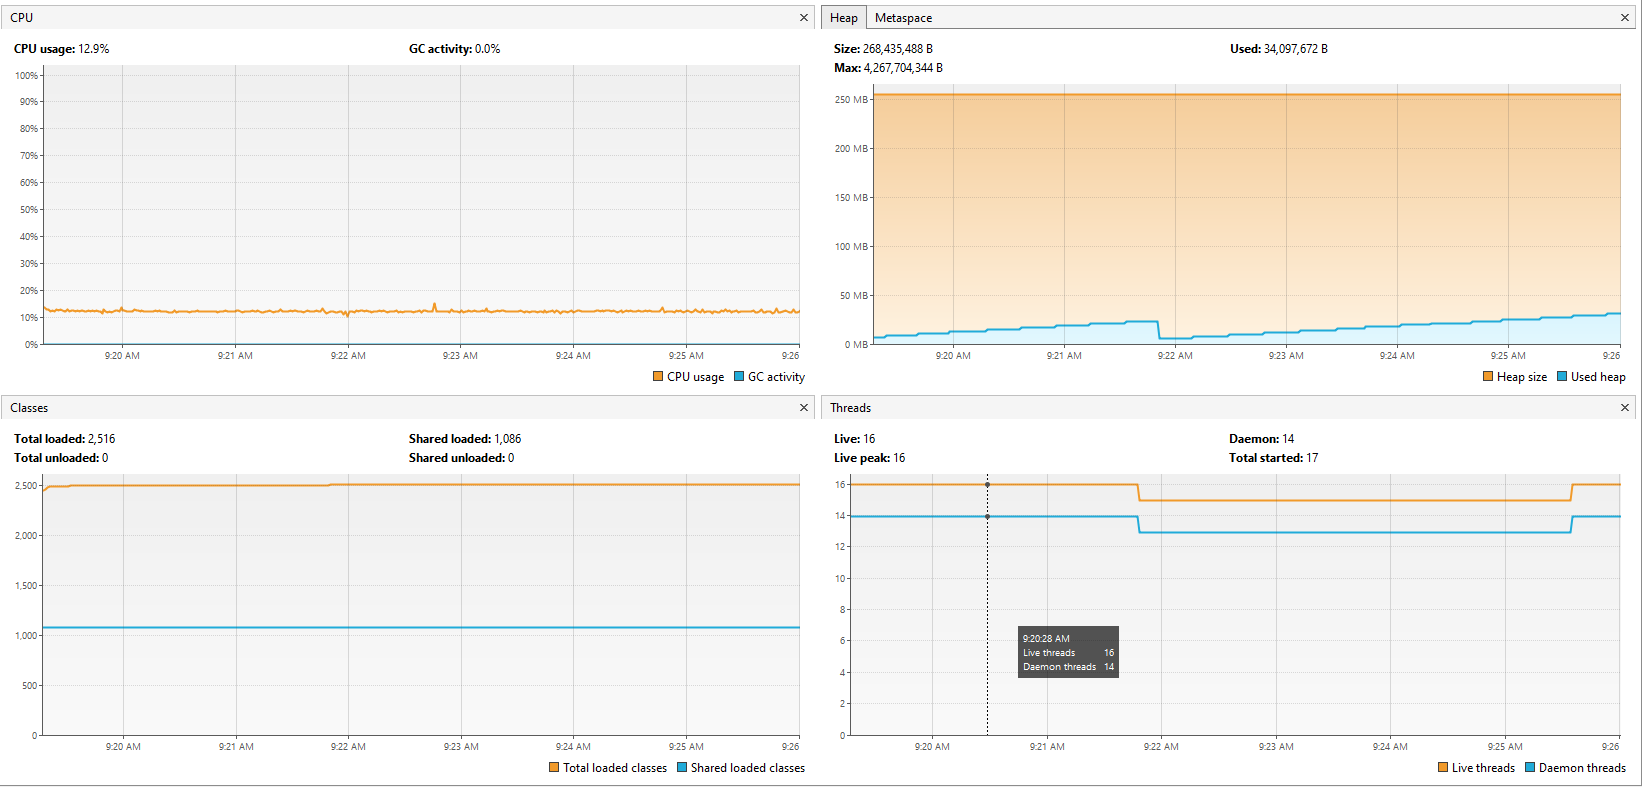 CPU
CPU usage: 12.9% GC activity: 0.0%
100%
90%
80%
70%
60%
50%
40%
30%
20%
10%
0%
9:20 AM 9:21 AM 9:22 AM 9:23 AM 9:24 AM 9:25 AM 9:26
CPU usage GC activity
Heap Metaspace
Size: 268,435,488 B Used: 34,097,672 B
Max: 4,267,704,344 B
250 MB
200 MB
150 MB
100 MB
50 MB
0 MB
9:20 AM 9:21 AM 9:22 AM 9:23 AM 9:24 AM 9:25 AM 9:26
Heap size Used heap
Classes
Total loaded: 2,516 Shared loaded: 1,086
Total unloaded: 0 Shared unloaded: 0
2,500
2,000
1,500
1,000
500
0
9:20 AM 9:21 AM 9:22 AM 9:23 AM 9:24 AM 9:25 AM 9:26
Total loaded classes Shared loaded classes
Threads
Live: 16 Daemon: 14
Live peak: 16 Total started: 17
16
14
12
10
8
6
4
2
0
9:20:28 AM
Live threads 16
Daemon threads 14
9:20 AM 9:21 AM 9:22 AM 9:23 AM 9:24 AM 9:25 AM 9:26
Live threads Daemon threads